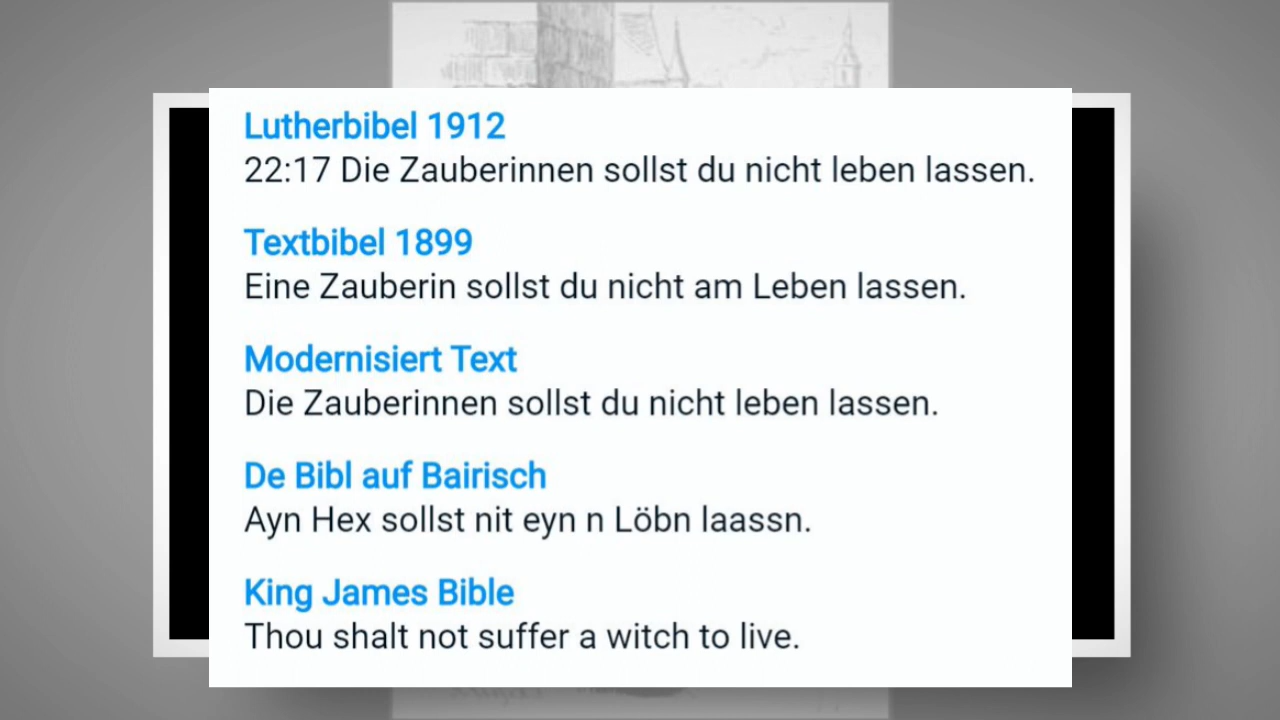 Lutherbibel 1912
22:17 Die Zauberinnen sollst du nicht leben lassen.
Textbibel 1899
Eine Zauberin sollst du nicht am Leben lassen.
Modernisiert Text
Die Zauberinnen sollst du nicht leben lassen.
De Bibl auf Bairisch
Ayn Hex sollst nit eyn n Löbn laassn.
King James Bible
Thou shalt not suffer a witch to live.